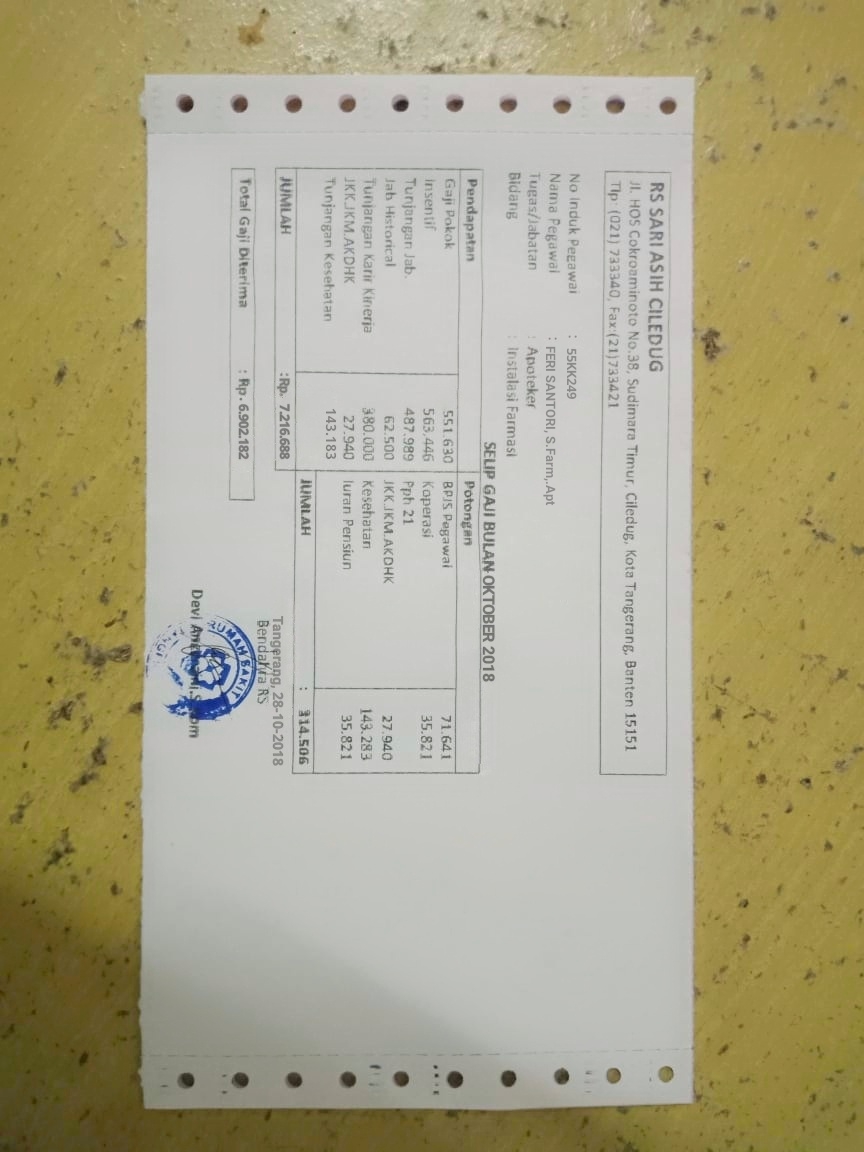 RS SARI ASIH CILEDUG
Jl. HOS Cokroaminoto No.38, Sudimara Timur, Ciledug, Kota Tangerang, Banten 15151
Tlp: (021) 733340, Fax:(21)733421
No Induk Pegawai : 55KK249
Nama Pegawai : FERI SANTORI, S.Farm,.Apt
Tugas/Jabatan : Apoteker
Bidang : Instalasi Farmasi
SELIP GAJI BULAN OKTOBER 2018
Pendapatan Potongan
Gaji Pokok 551.630 BPJS Pegawai 71.641
Insentif 563.446 Koperasi 35.821
Tunjangan Jab. 487.989 Pph 21
Jab Historical 62.500 JKK.JKM.AKDHK 27.940
Tunjangan Karir Kinerja 380.000 Kesehatan 143.283
JKK.JKM.AKDHK 27.940 Iuran Pensiun 35.821
Tunjangan Kesehatan 143.183
JUMLAH : 314.506
JUMLAH :Rp. 7.216.688
Tangerang, 28-10-2018
Bendahra RS
Total Gaji Diterima : Rp. 6.902.182
RUMAH SAKIT
Devi